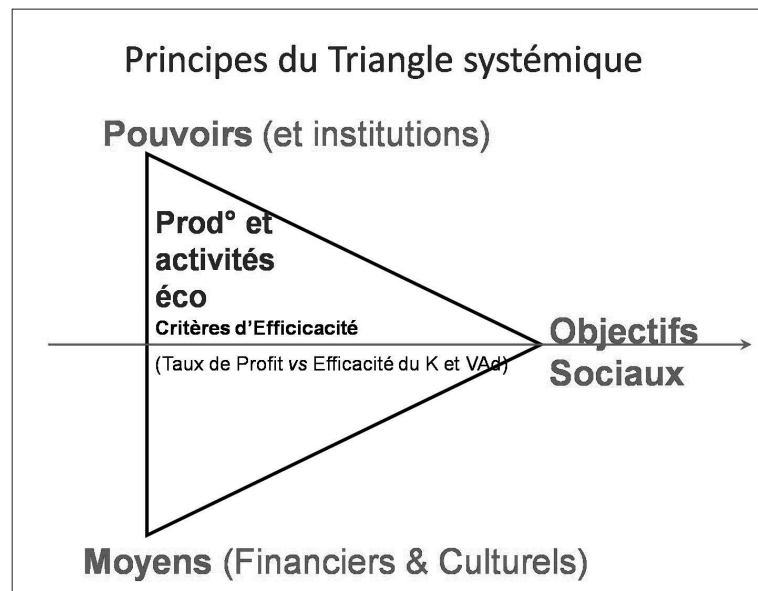 Principes du Triangle systémique
Pouvoirs (et institutions)
Prod° et
activités
éco
Critères d'Efficicacité
(Taux de Profit vs Efficacité du K et VAd)
Objectifs
Sociaux
Moyens (Financiers & Culturels)